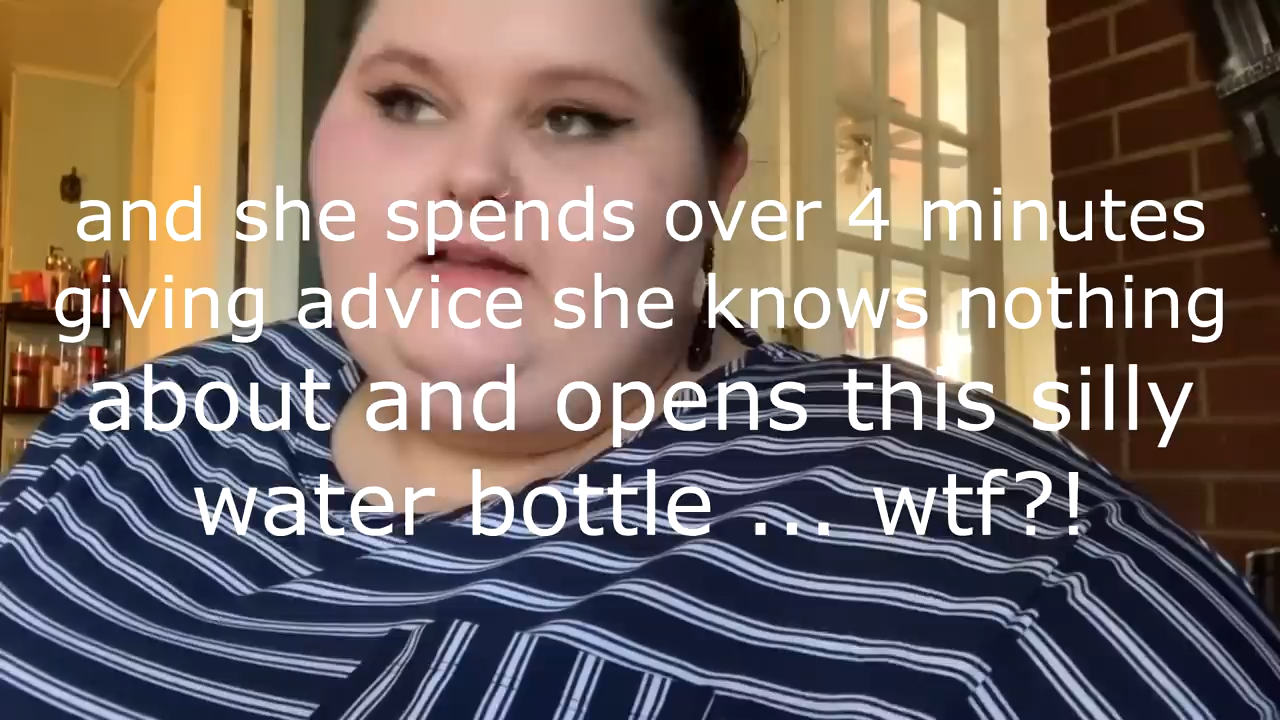 and she spends over 4 minutes
giving advice she knows nothing
about and opens this silly
water bottle ... wtf?!